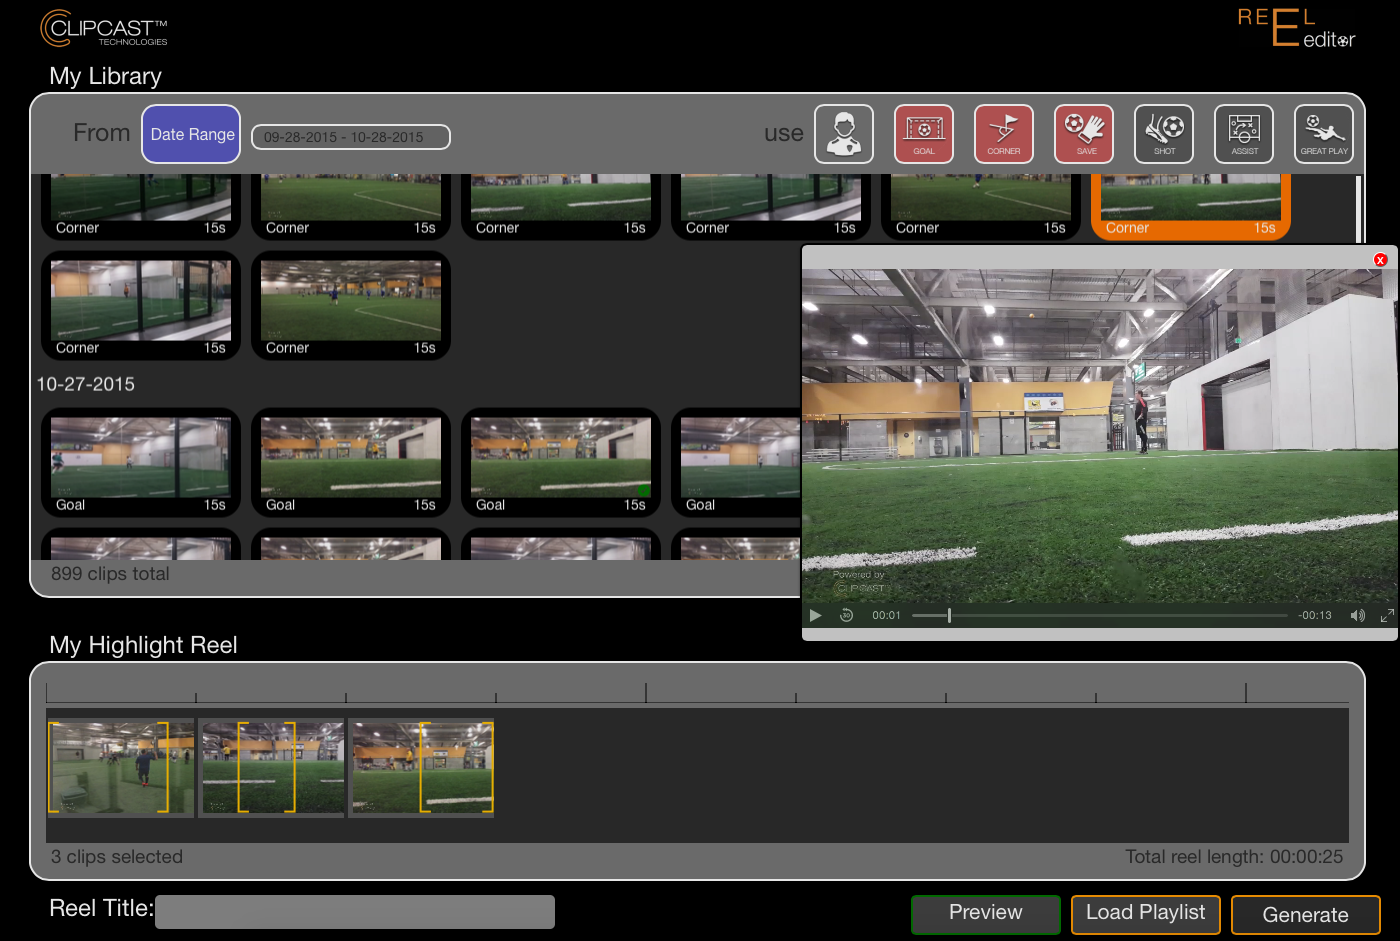 CLIPCAST™
TECHNOLOGIES
REEL
editor
My Library
From
Date Range
09-28-2015 - 10-28-2015
use
GOAL
CORNER
SAVE
SHOT
ASSIST
GREAT PLAY
Corner 15s
Corner 15s
Corner 15s
Corner 15s
Corner 15s
Corner 15s
x
Corner 15s
Corner 15s
10-27-2015
Goal 15s
Goal 15s
Goal 15s
Goal
Powered by
CLIPCAST
30
00:01
-00:13
899 clips total
My Highlight Reel
3 clips selected
Total reel length: 00:00:25
Reel Title:
Preview
Load Playlist
Generate